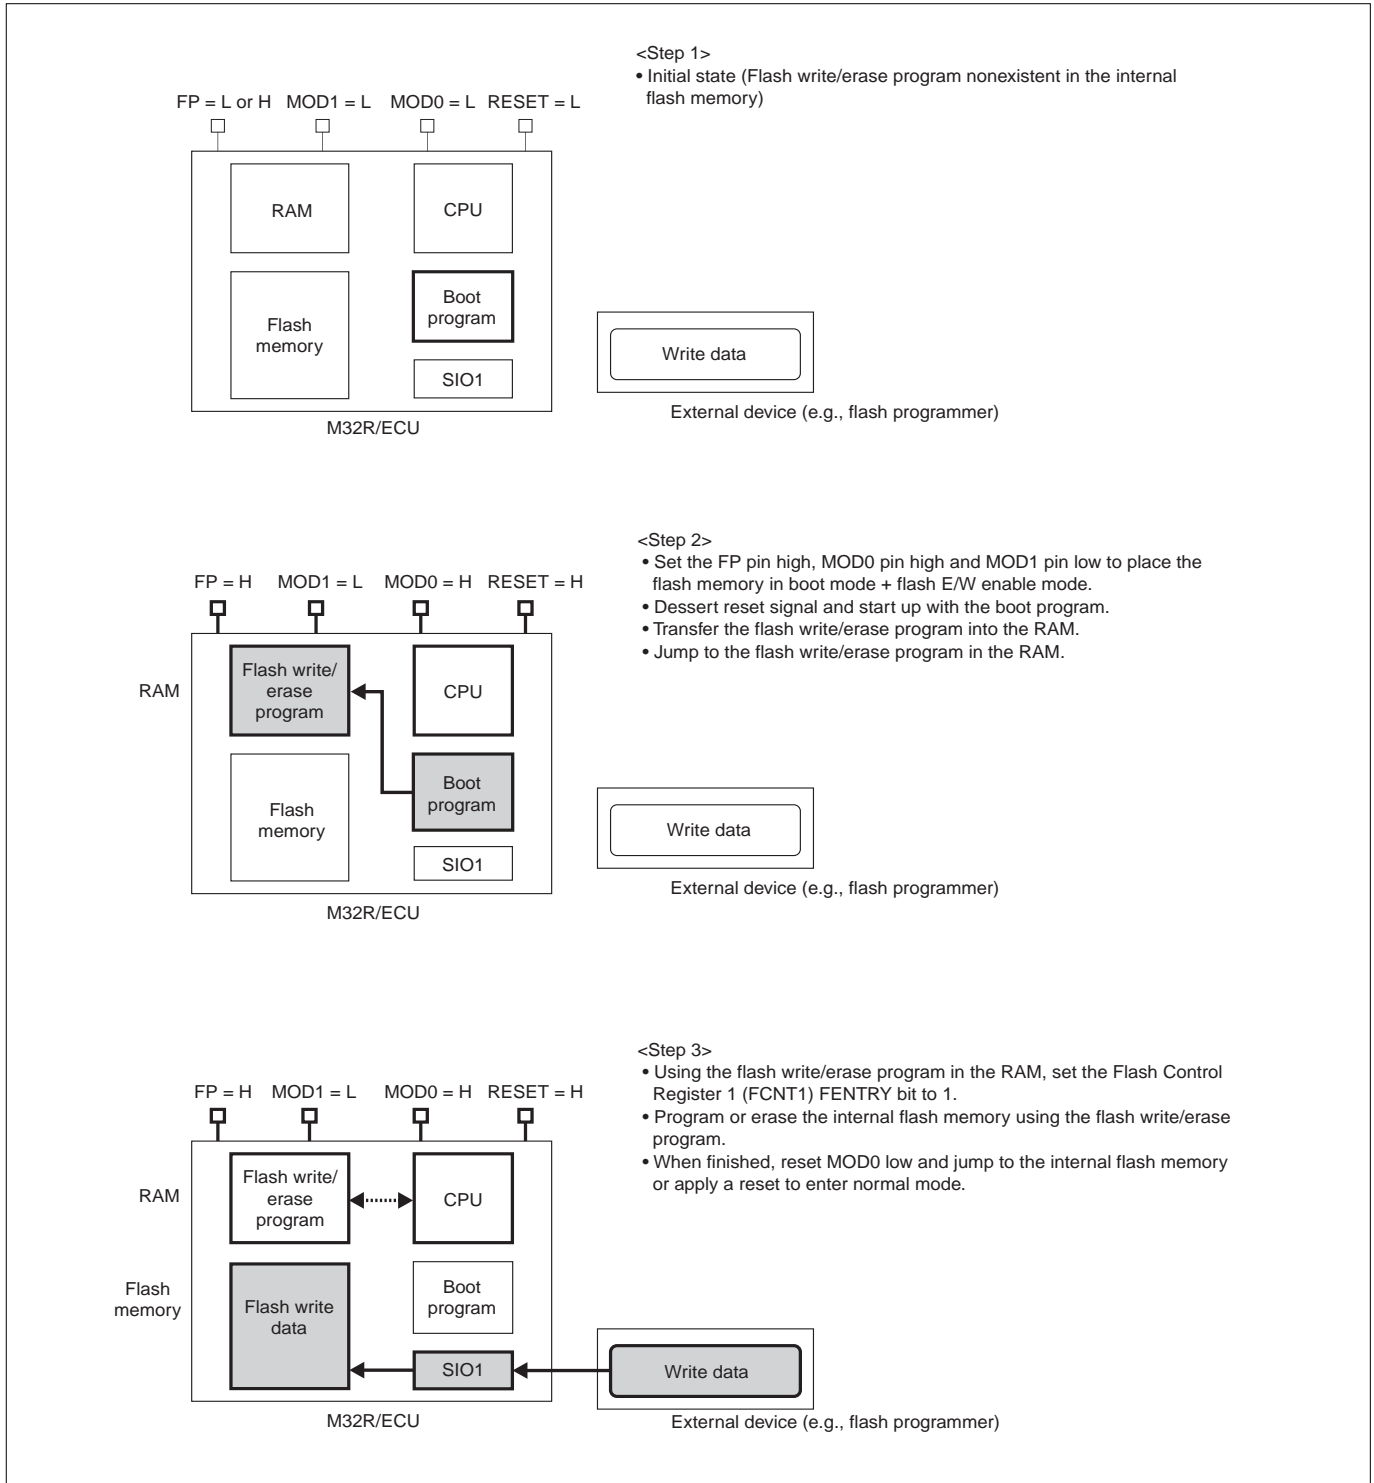 <Step 1>
• Initial state (Flash write/erase program nonexistent in the internal
flash memory)
FP = L or H MOD1 = L MOD0 = L RESET = L
RAM
CPU
Flash
memory
Boot
program
SIO1
M32R/ECU
Write data
External device (e.g., flash programmer)
<Step 2>
• Set the FP pin high, MOD0 pin high and MOD1 pin low to place the
flash memory in boot mode + flash E/W enable mode.
• Dessert reset signal and start up with the boot program.
• Transfer the flash write/erase program into the RAM.
• Jump to the flash write/erase program in the RAM.
FP = H MOD1 = L MOD0 = H RESET = H
RAM
Flash write/
erase
program
CPU
Flash
memory
Boot
program
SIO1
M32R/ECU
Write data
External device (e.g., flash programmer)
<Step 3>
• Using the flash write/erase program in the RAM, set the Flash Control
Register 1 (FCNT1) FENTRY bit to 1.
• Program or erase the internal flash memory using the flash write/erase
program.
• When finished, reset MOD0 low and jump to the internal flash memory
or apply a reset to enter normal mode.
FP = H MOD1 = L MOD0 = H RESET = H
RAM
Flash write/
erase
program
CPU
Flash
memory
Flash write
data
Boot
program
SIO1
M32R/ECU
Write data
External device (e.g., flash programmer)